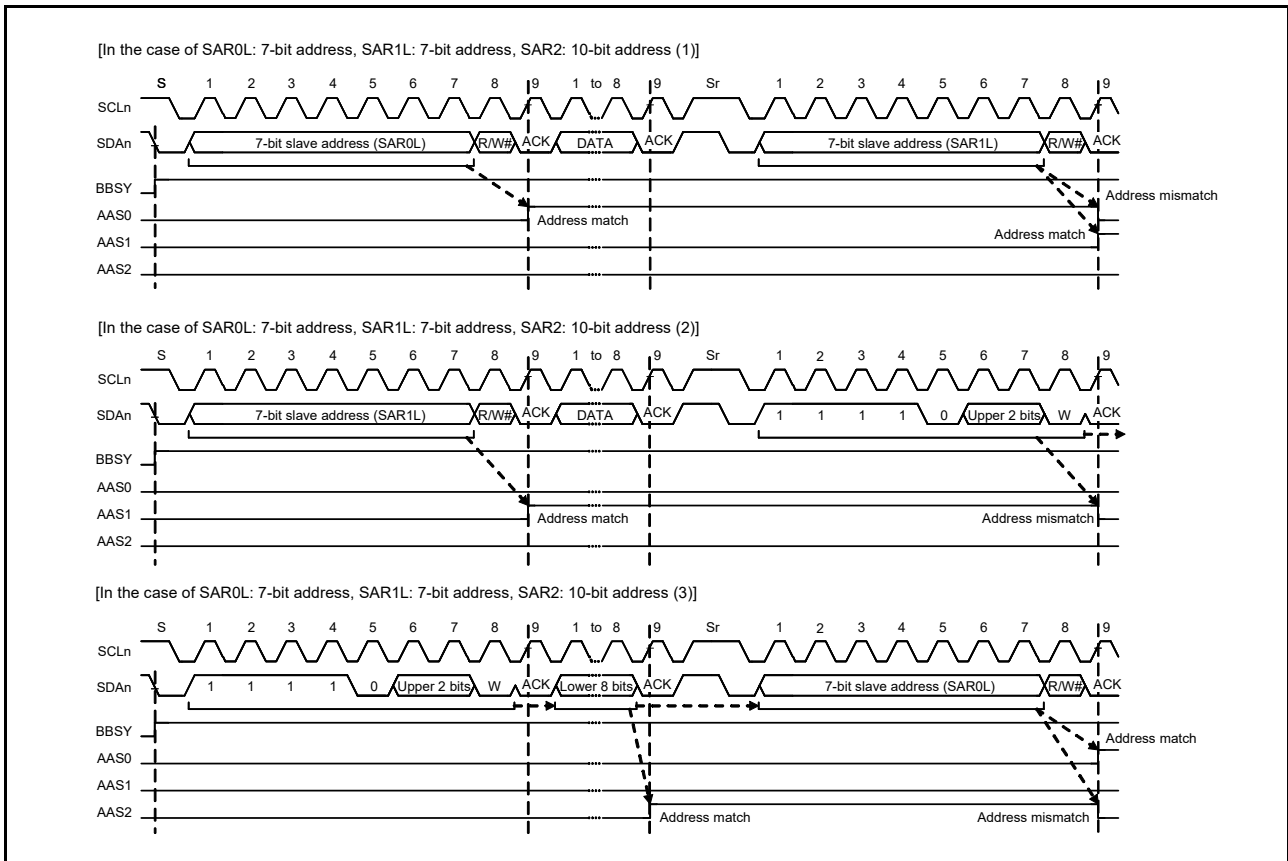 [In the case of SAR0L: 7-bit address, SAR1L: 7-bit address, SAR2: 10-bit address (1)]
S 1 2 3 4 5 6 7 8 9 1 to 8 9 Sr 1 2 3 4 5 6 7 8 9
SCLn
SDAn 7-bit slave address (SAR0L) R/W# ACK DATA ACK 7-bit slave address (SAR1L) R/W# ACK
BBSY
Address mismatch
AAS0 Address match
AAS1 Address match
AAS2
[In the case of SAR0L: 7-bit address, SAR1L: 7-bit address, SAR2: 10-bit address (2)]
S 1 2 3 4 5 6 7 8 9 1 to 8 9 Sr 1 2 3 4 5 6 7 8 9
SCLn
SDAn 7-bit slave address (SAR1L) R/W# ACK DATA ACK 1 1 1 1 0 Upper 2 bits W ACK
BBSY
AAS0
AAS1 Address match Address mismatch
AAS2
[In the case of SAR0L: 7-bit address, SAR1L: 7-bit address, SAR2: 10-bit address (3)]
S 1 2 3 4 5 6 7 8 9 1 to 8 9 Sr 1 2 3 4 5 6 7 8 9
SCLn
SDAn 1 1 1 1 0 Upper 2 bits W ACK Lower 8 bits ACK 7-bit slave address (SAR0L) R/W# ACK
BBSY
Address match
AAS0
AAS1
AAS2 Address match Address mismatch